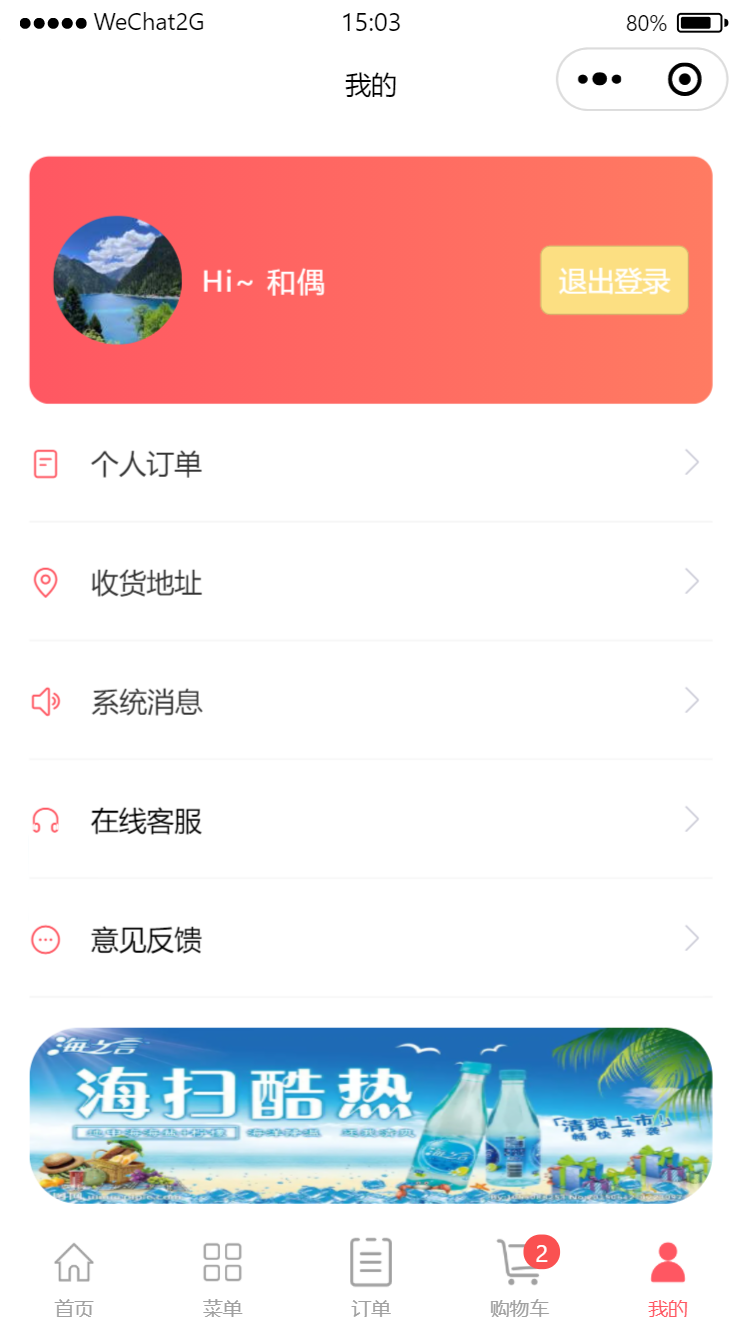 WeChat2G 15:03 80%
我的
Hi~ 和偶
退出登录
个人订单
收货地址
系统消息
在线客服
意见反馈
海之言
海扫酷热
「清爽上市」
畅快来袭
2
首页 菜单 订单 购物车 我的